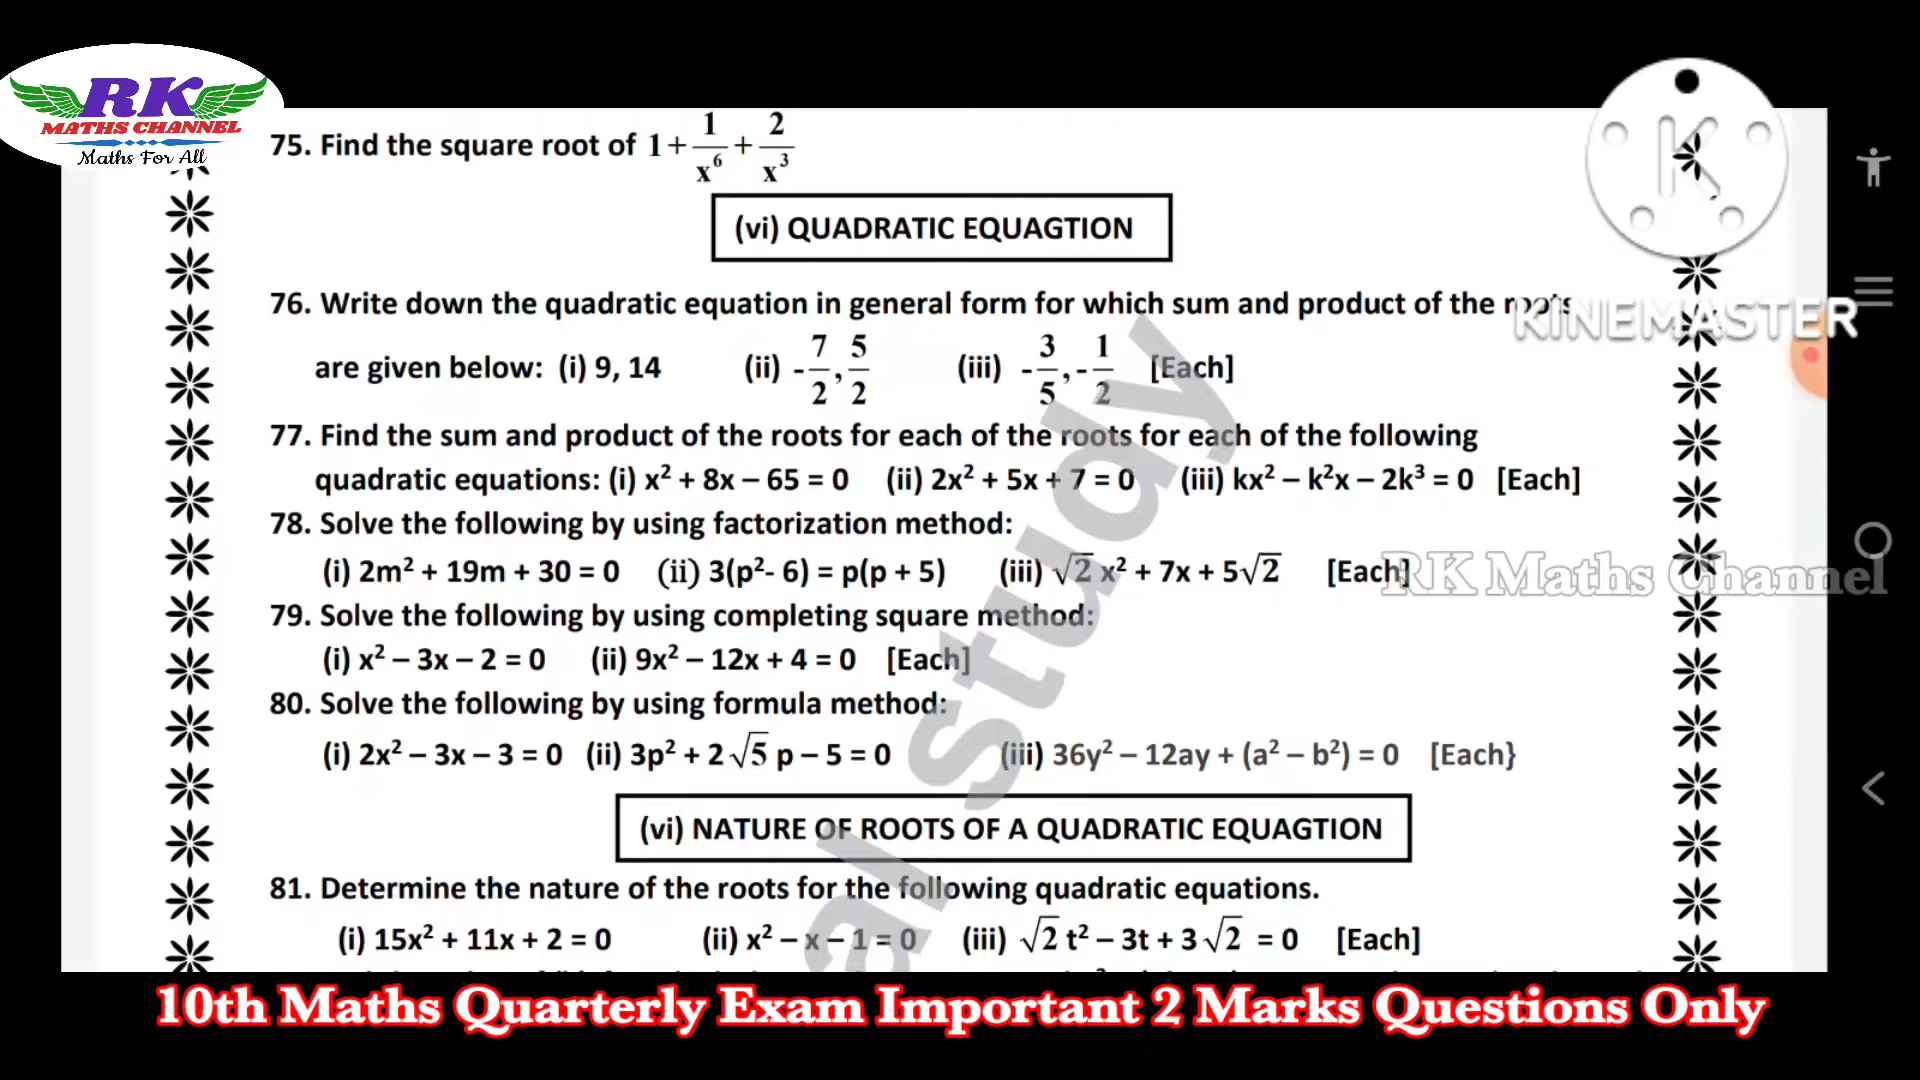 RK
MATHS CHANNEL
Maths For All
75. Find the square root of 1 + 1/x⁶ + 2/x³
(vi) QUADRATIC EQUAGTION
76. Write down the quadratic equation in general form for which sum and product of the roots
KINEMASTER
are given below: (i) 9, 14 (ii) -7/2, 5/2 (iii) -3/5, -1/2 [Each]
77. Find the sum and product of the roots for each of the roots for each of the following
quadratic equations: (i) x² + 8x – 65 = 0 (ii) 2x² + 5x + 7 = 0 (iii) kx² – k²x – 2k³ = 0 [Each]
78. Solve the following by using factorization method:
(i) 2m² + 19m + 30 = 0 (ii) 3(p²- 6) = p(p + 5) (iii) √2 x² + 7x + 5√2 [Each]
RK Maths Channel
79. Solve the following by using completing square method:
(i) x² – 3x – 2 = 0 (ii) 9x² – 12x + 4 = 0 [Each]
80. Solve the following by using formula method:
(i) 2x² – 3x – 3 = 0 (ii) 3p² + 2√5 p – 5 = 0 (iii) 36y² – 12ay + (a² – b²) = 0 [Each}
(vi) NATURE OF ROOTS OF A QUADRATIC EQUAGTION
81. Determine the nature of the roots for the following quadratic equations.
(i) 15x² + 11x + 2 = 0 (ii) x² – x – 1 = 0 (iii) √2 t² – 3t + 3√2 = 0 [Each]
al study
10th Maths Quarterly Exam Important 2 Marks Questions Only